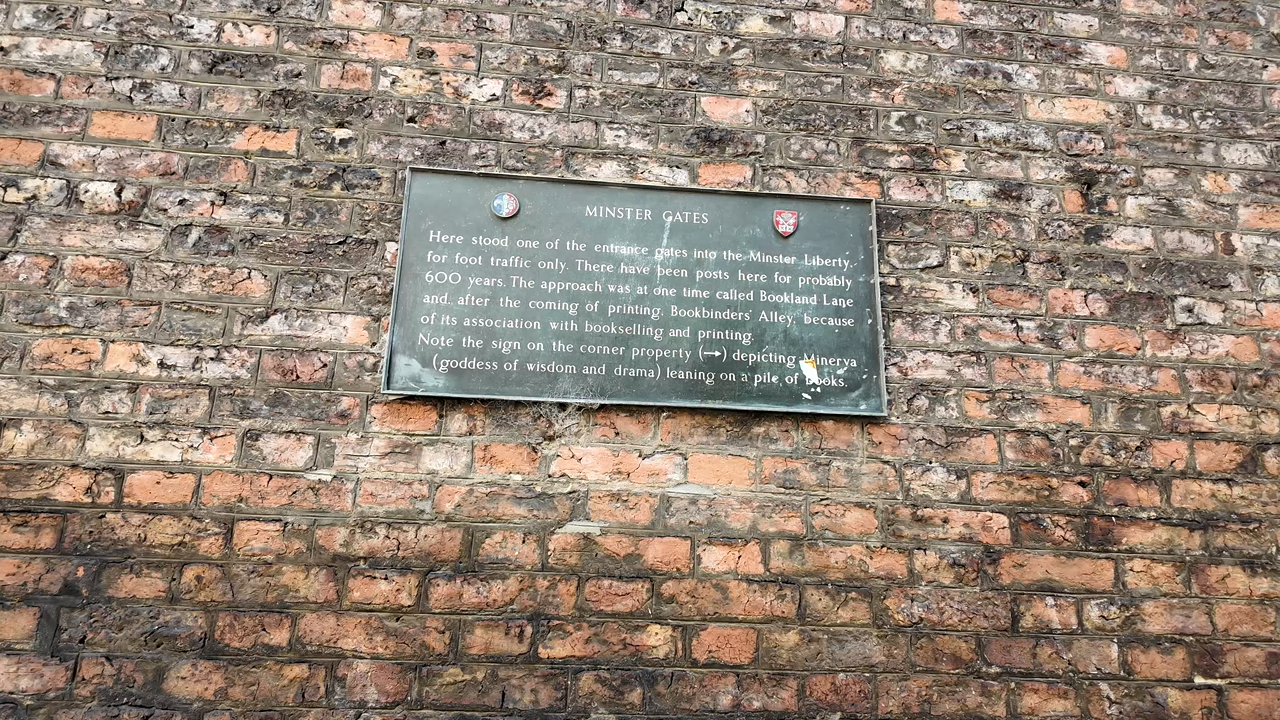 MINSTER GATES
Here stood one of the entrance gates into the Minster Liberty,
for foot traffic only. There have been posts here for probably
600 years. The approach was at one time called Bookland Lane
and, after the coming of printing, Bookbinders' Alley, because
of its association with bookselling and printing.
Note the sign on the corner property (→) depicting Minerva
(goddess of wisdom and drama) leaning on a pile of books.